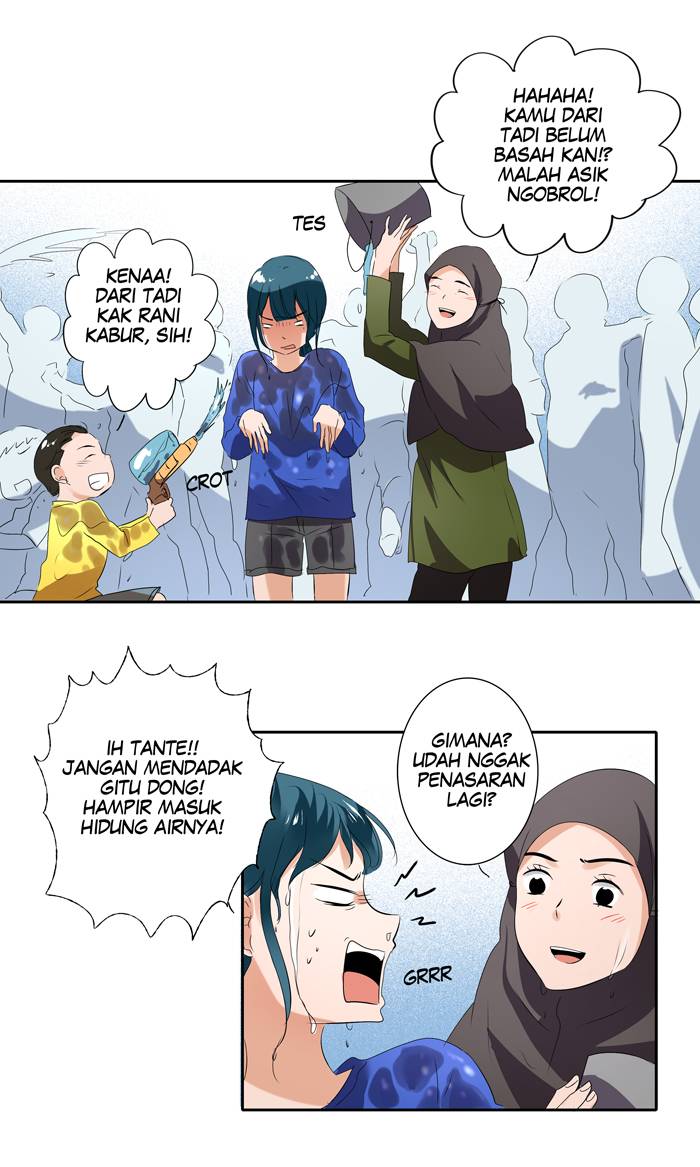 HAHAHA!
KAMU DARI
TADI BELUM
BASAH KAN!?
MALAH ASIK
NGOBROL!
TES
KENAA!
DARI TADI
KAK RANI
KABUR, SIH!
CROT
IH TANTE!!
JANGAN MENDADAK
GITU DONG!
HAMPIR MASUK
HIDUNG AIRNYA!
GIMANA?
UDAH NGGAK
PENASARAN
LAGI?
GRRR